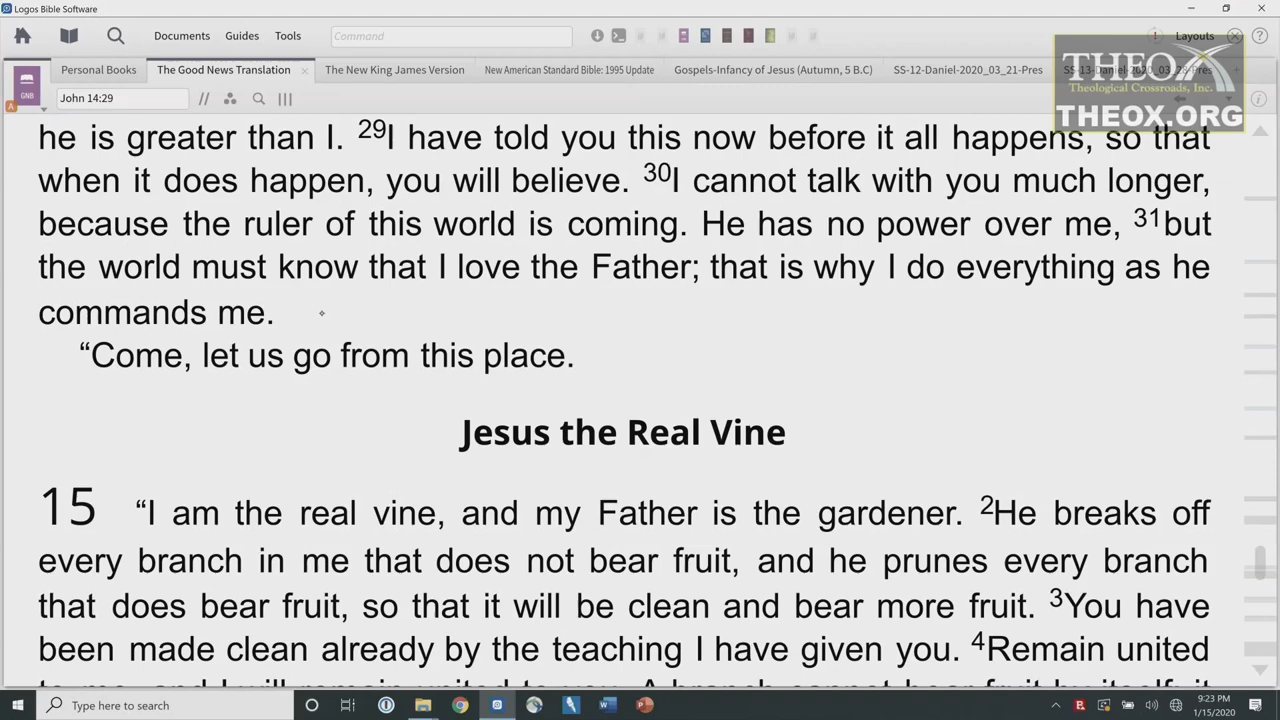 Logos Bible Software
Documents Guides Tools Command Layouts
THEOX
Theological Crossroads, Inc.
THEOX.ORG
Personal Books The Good News Translation New American Standard Bible: 1995 Update Gospels-Infancy of Jesus (Autumn, 5 B.C) SS-12-Daniel-2020_03_21-Pres
GNB John 14:29
he is greater than I. 29I have told you this now before it all happens, so that
when it does happen, you will believe. 30I cannot talk with you much longer,
because the ruler of this world is coming. He has no power over me, 31but
the world must know that I love the Father; that is why I do everything as he
commands me.
“Come, let us go from this place.
Jesus the Real Vine
15 “I am the real vine, and my Father is the gardener. 2He breaks off
every branch in me that does not bear fruit, and he prunes every branch
that does bear fruit, so that it will be clean and bear more fruit. 3You have
been made clean already by the teaching I have given you. 4Remain united
Type here to search
9:23 PM
1/15/2020